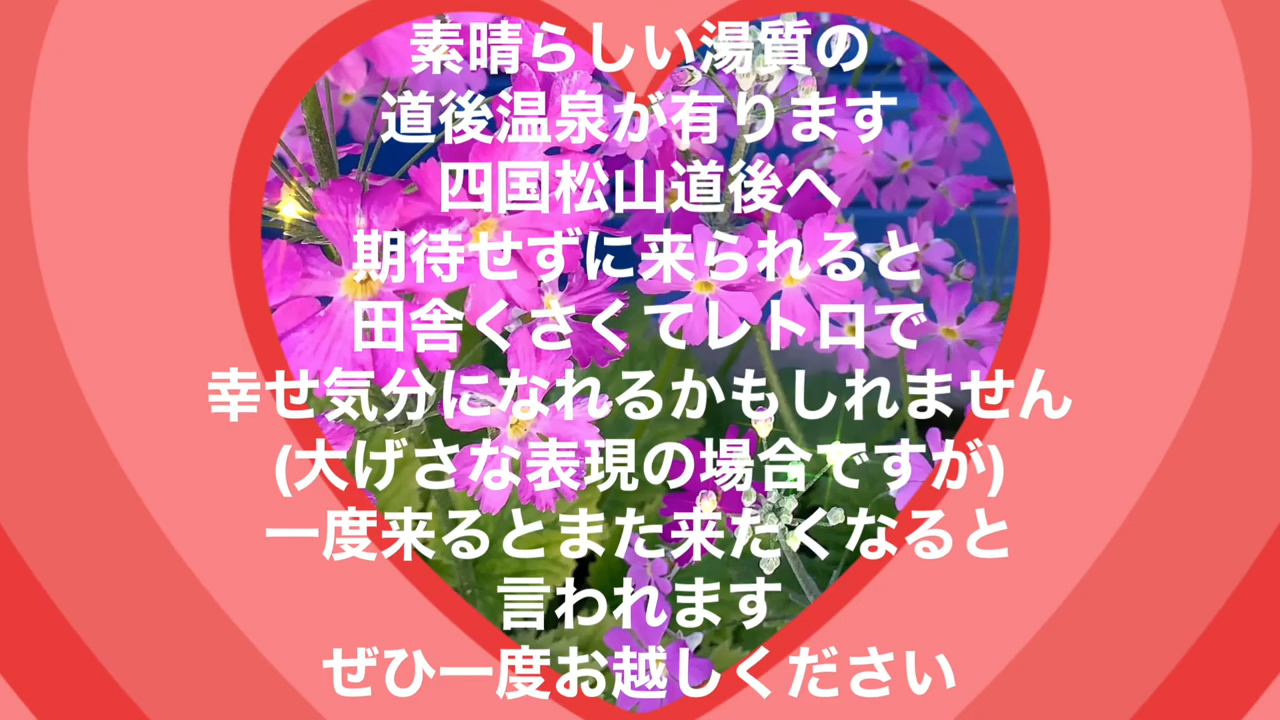 素晴らしい湯質の
道後温泉が有ります
四国松山道後へ
期待せずに来られると
田舎くさくてレトロで
幸せ気分になれるかもしれません
(大げさな表現の場合ですが)
一度来るとまた来たくなると
言われます
ぜひ一度お越しください